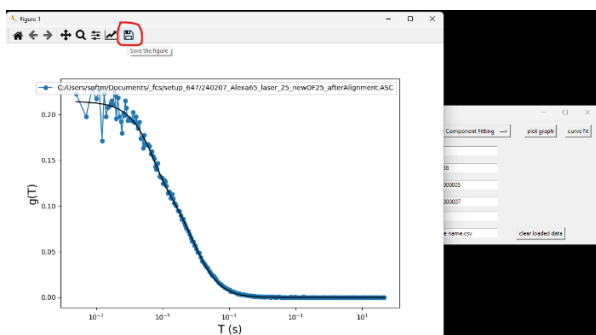 Figure 1
Save the figure
C:/Users/softm/Documents/_fcs/setup_647/240207_Alexa65_laser_25_newOF25_afterAlignment.ASC
0.20
0.15
0.10
0.05
0.00
g(T)
10⁻⁷ 10⁻⁵ 10⁻³ 10⁻¹ 10¹
T (s)
Component Fitting plot graph curve fit
000005
000007
e name.csv clear loaded data